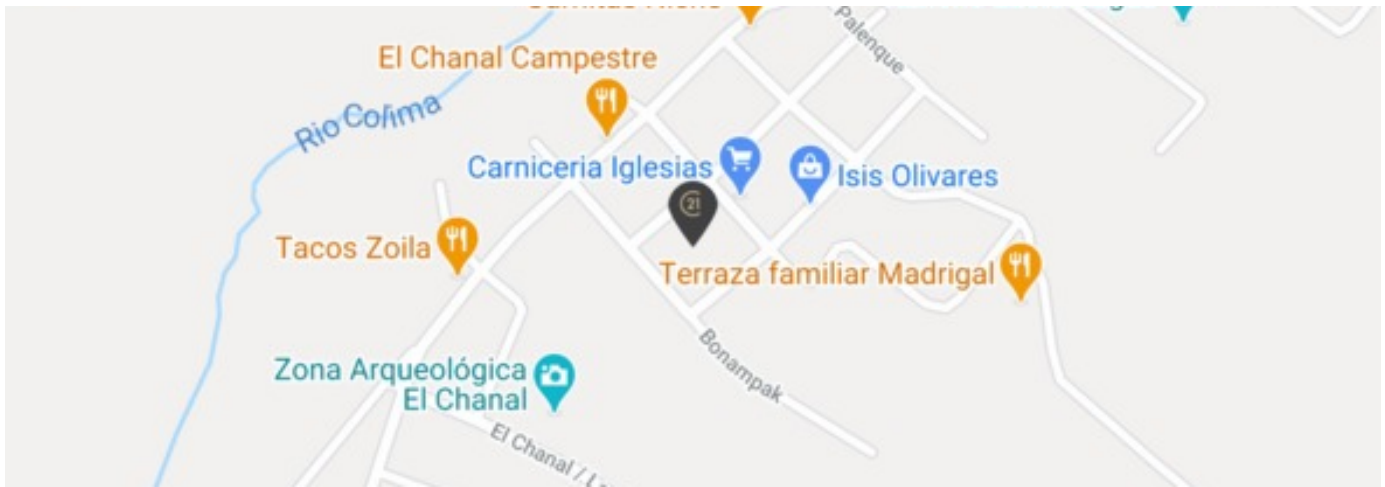 Palenque
El Chanal Campestre
Rio Colima
Carniceria Iglesias
Isis Olivares
21
Tacos Zoila
Terraza familiar Madrigal
Bonampak
Zona Arqueológica
El Chanal
El Chanal /